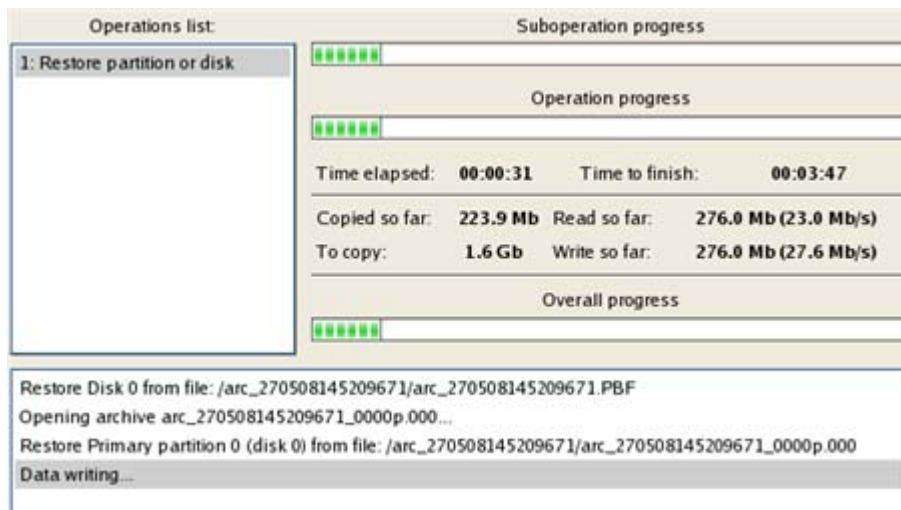 Operations list:
1: Restore partition or disk
Suboperation progress
Operation progress
Time elapsed: 00:00:31 Time to finish: 00:03:47
Copied so far: 223.9 Mb Read so far: 276.0 Mb (23.0 Mb/s)
To copy: 1.6 Gb Write so far: 276.0 Mb (27.6 Mb/s)
Overall progress
Restore Disk 0 from file: /arc_270508145209671/arc_270508145209671.PBF
Opening archive arc_270508145209671_0000p.000...
Restore Primary partition 0 (disk 0) from file: /arc_270508145209671/arc_270508145209671_0000p.000
Data writing...